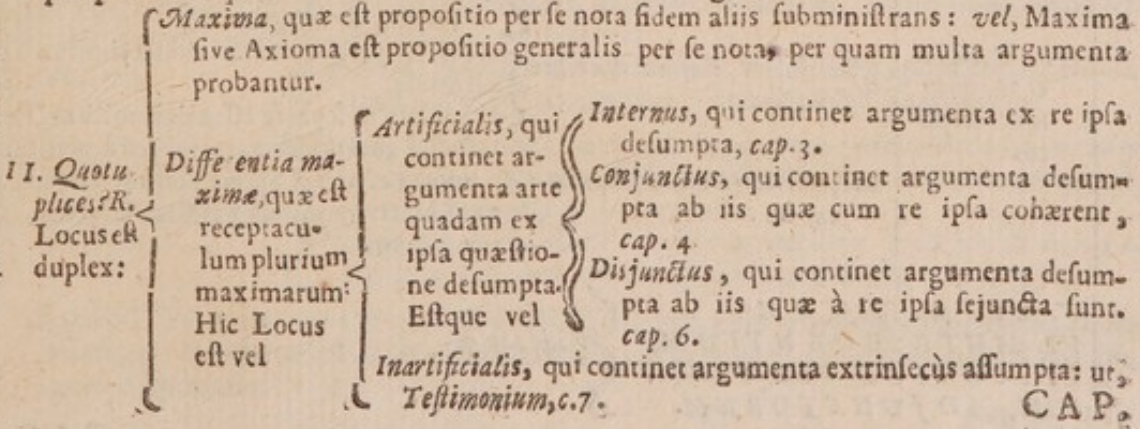 Maxima, quæ eſt propoſitio per ſe nota fidem aliis ſubminiſtrans: vel, Maxima
ſive Axioma eſt propoſitio generalis per ſe nota, per quam multa argumenta
probantur.
II. Quotu
plices? R.
Locus eſt
duplex:
Diffe entia ma-
ximæ, quæ eſt
receptacu-
lum plurium
maximarum:
Hic Locus
eſt vel
Artificialis, qui
continet ar-
gumenta arte
quadam ex
ipſa quæſtio-
ne deſumpta.
Eſtque vel
Internus, qui continet argumenta ex re ipſa
deſumpta, cap. 3.
Conjunctus, qui continet argumenta deſum-
pta ab iis quæ cum re ipſa cohærent,
cap. 4
Disjunctus, qui continet argumenta deſum-
pta ab iis quæ à re ipſa ſejuncta ſunt.
cap. 6.
Inartificialis, qui continet argumenta extrinſecùs aſſumpta: ut,
Teſtimonium, c. 7.
CAP.